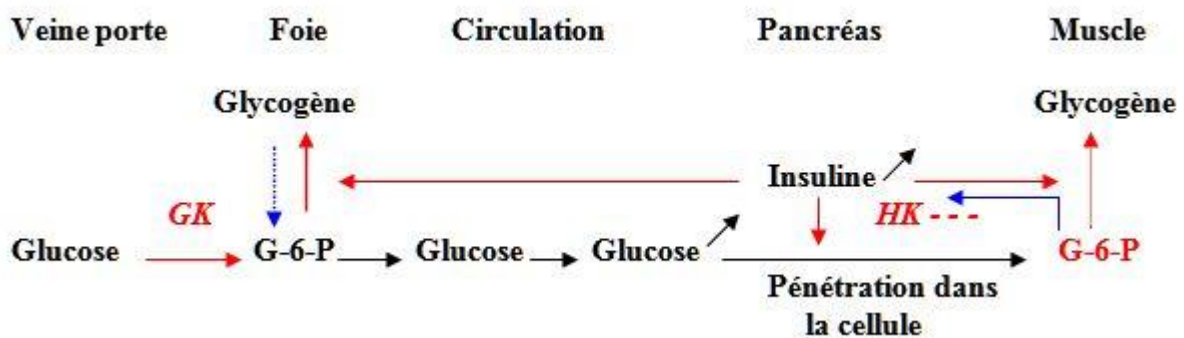 Veine porte Foie Circulation Pancréas Muscle
Glycogène Glycogène
Insuline
GK HK - - - -
Glucose G-6-P Glucose Glucose G-6-P
Pénétration dans
la cellule